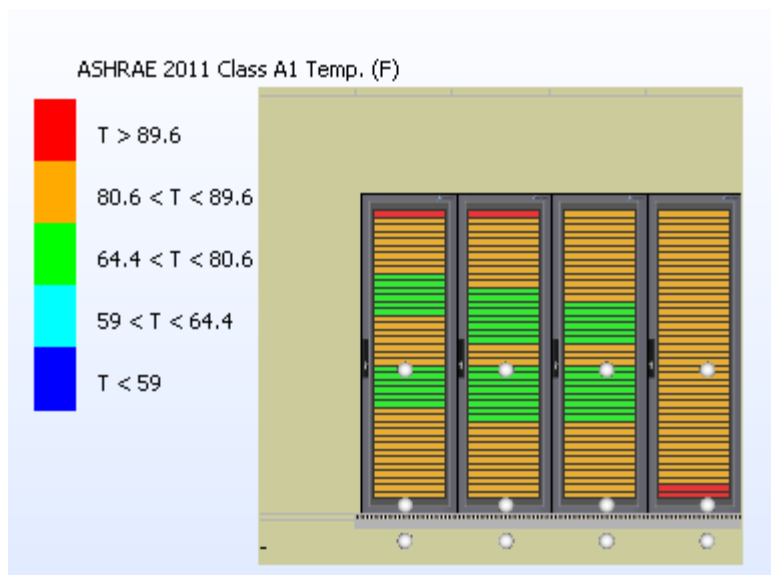 ASHRAE 2011 Class A1 Temp. (F)
T > 89.6
80.6 < T < 89.6
64.4 < T < 80.6
59 < T < 64.4
T < 59